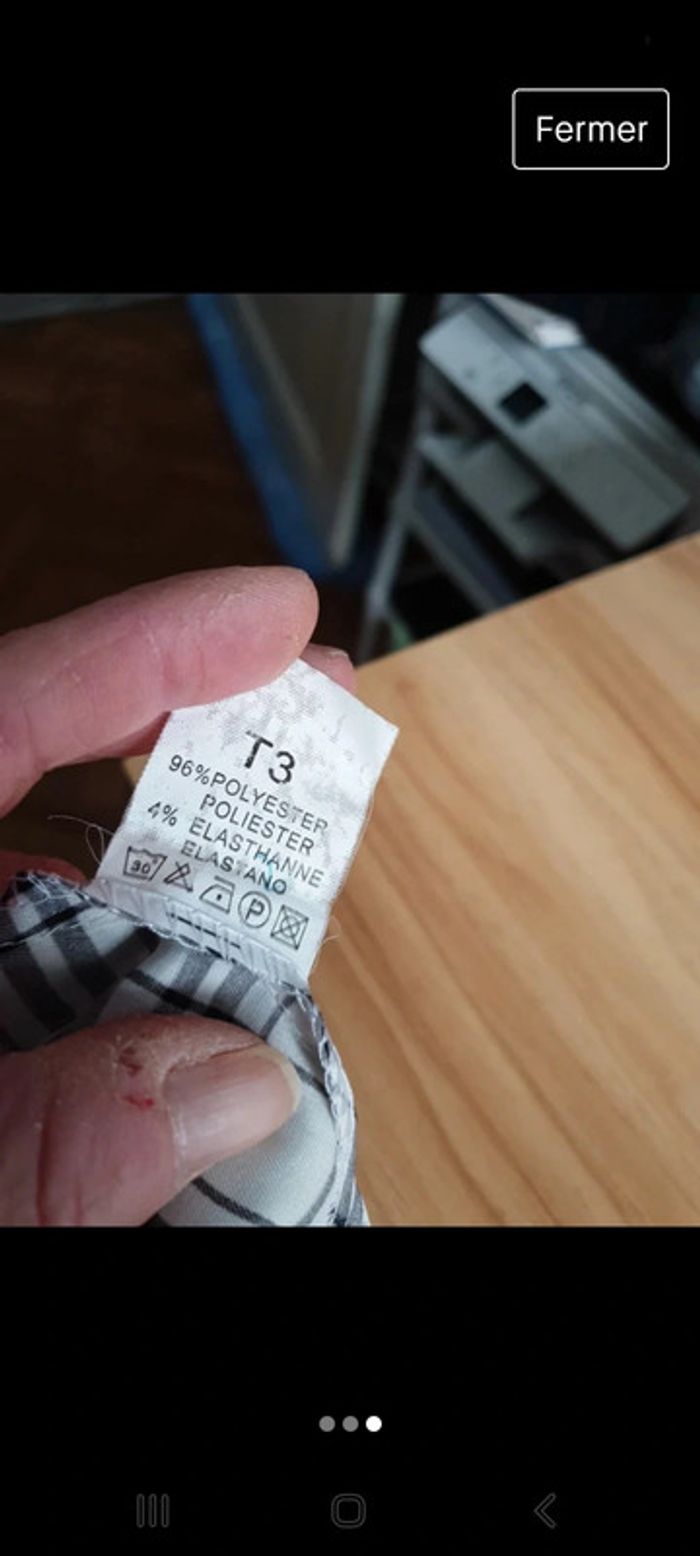 Fermer
T3
96%POLYESTER
POLIESTER
4% ELASTHANNE
ELASTANO
30°
P